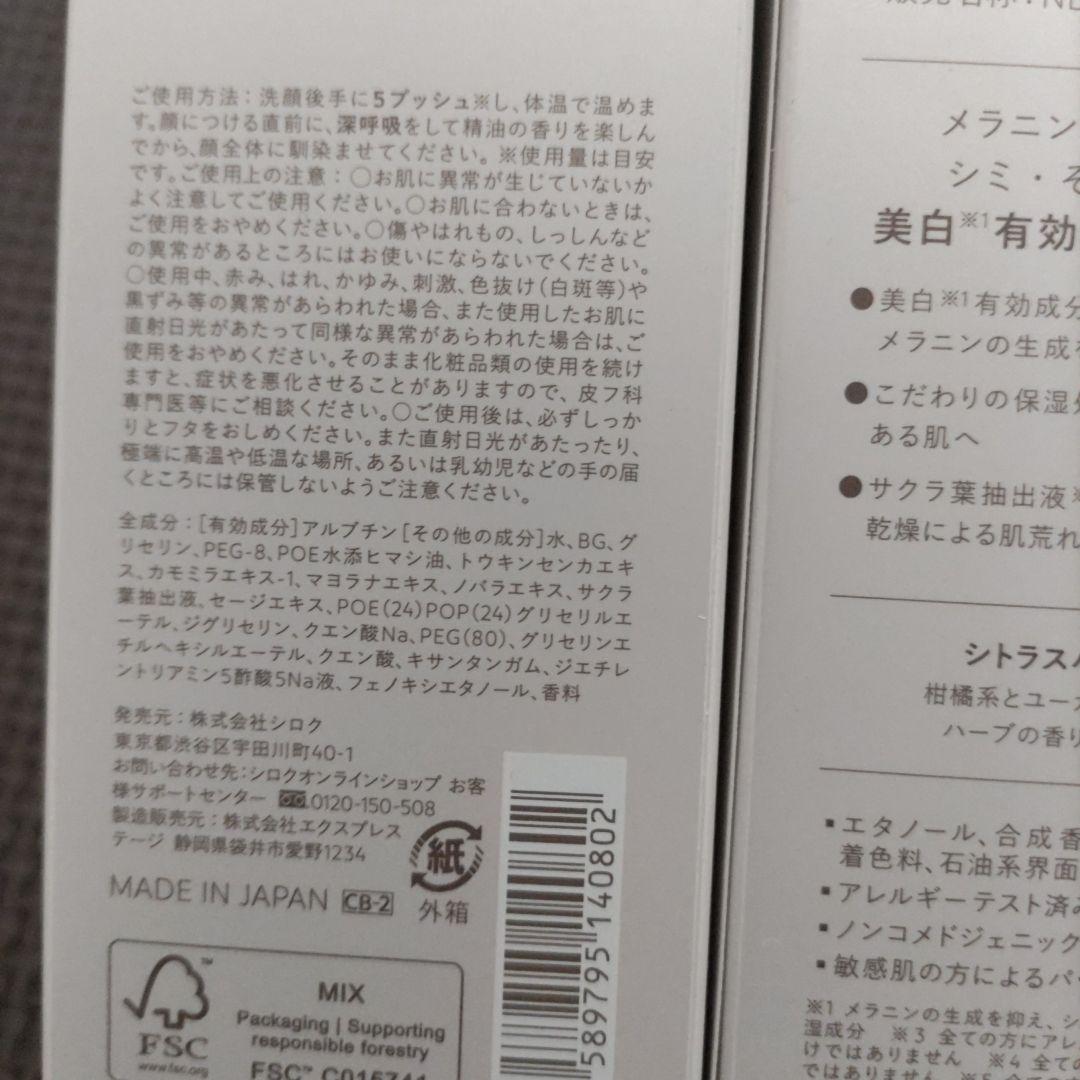 ご使用方法：洗顔後手に5プッシュ※し、体温で温めま
す。顔につける直前に、深呼吸をして精油の香りを楽しん
でから、顔全体に馴染ませてください。※使用量は目安
です。ご使用上の注意：○お肌に異常が生じていないか
よく注意してご使用ください。○お肌に合わないときは、
ご使用をおやめください。○傷やはれもの、しっしんなど
の異常があるところにはお使いにならないでください。
○使用中、赤み、はれ、かゆみ、刺激、色抜け(白斑等)や
黒ずみ等の異常があらわれた場合、また使用したお肌に
直射日光があたって同様な異常があらわれた場合は、ご
使用をおやめください。そのまま化粧品類の使用を続け
ますと、症状を悪化させることがありますので、皮フ科
専門医等にご相談ください。○ご使用後は、必ずしっか
りとフタをおしめください。また直射日光があたったり、
極端に高温や低温な場所、あるいは乳幼児などの手の届
くところには保管しないようご注意ください。
全成分：[有効成分]アルブチン[その他の成分]水、BG、グ
リセリン、PEG-8、POE水添ヒマシ油、トウキンセンカエキ
ス、カモミラエキス-1、マヨラナエキス、ノバラエキス、サクラ
葉抽出液、セージエキス、POE(24)POP(24)グリセリルエ
ーテル、ジグリセリン、クエン酸Na、PEG(80)、グリセリンエ
チルヘキシルエーテル、クエン酸、キサンタンガム、ジエチレ
ントリアミン5酢酸5Na液、フェノキシエタノール、香料
発売元：株式会社シロク
東京都渋谷区宇田川町40-1
お問い合わせ先：シロクオンラインショップ お客
様サポートセンター 0120-150-508
製造販売元：株式会社エクスプレス
テージ 静岡県袋井市愛野1234
MADE IN JAPAN CB-2
紙
外箱
589795 140802
FSC
www.fsc.org
MIX
Packaging | Supporting
responsible forestry
FSC™
メラニン
シミ・そ
美白※1有効
●美白※1有効成分
メラニンの生成を
●こだわりの保湿
ある肌へ
●サクラ葉抽出液※
乾燥による肌荒れ
シトラスハ
柑橘系とユーカ
ハーブの香り
▪エタノール、合成香
着色料、石油系界面
▪アレルギーテスト済み
▪ノンコメドジェニック
▪敏感肌の方によるパ
※1 メラニンの生成を抑え、シ
湿成分 ※3 全ての方にアレ
けではありません ※4 全ての
ではありません ※5 全て